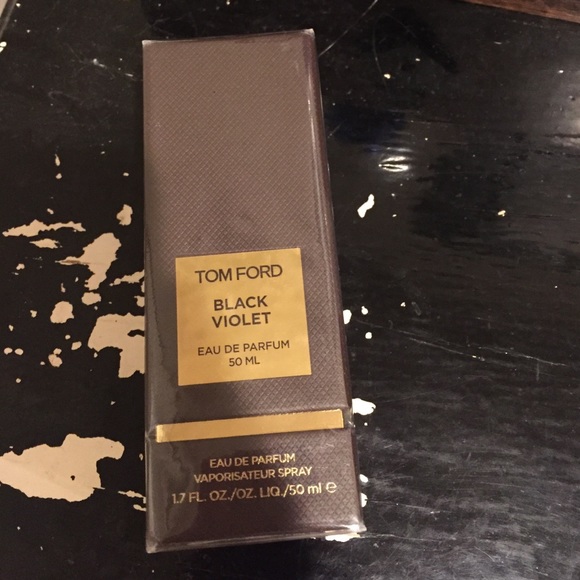 TOM FORD
BLACK
VIOLET
EAU DE PARFUM
50 ML
EAU DE PARFUM
VAPORISATEUR SPRAY
1.7 FL. OZ./OZ. LIQ./50 ml ℮